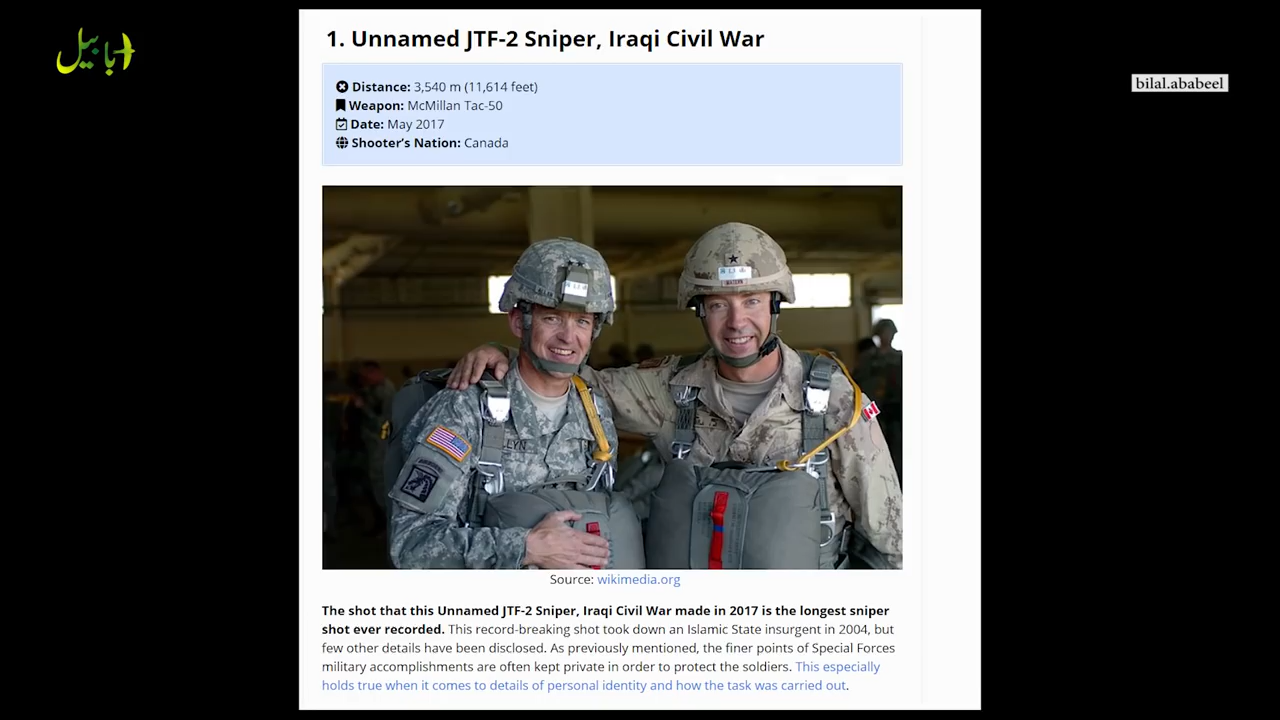 ابابیل
1. Unnamed JTF-2 Sniper, Iraqi Civil War
bilal.ababeel
Distance: 3,540 m (11,614 feet)
Weapon: McMillan Tac-50
Date: May 2017
Shooter's Nation: Canada
LYN
Source: wikimedia.org
The shot that this Unnamed JTF-2 Sniper, Iraqi Civil War made in 2017 is the longest sniper
shot ever recorded. This record-breaking shot took down an Islamic State insurgent in 2004, but
few other details have been disclosed. As previously mentioned, the finer points of Special Forces
military accomplishments are often kept private in order to protect the soldiers. This especially
holds true when it comes to details of personal identity and how the task was carried out.